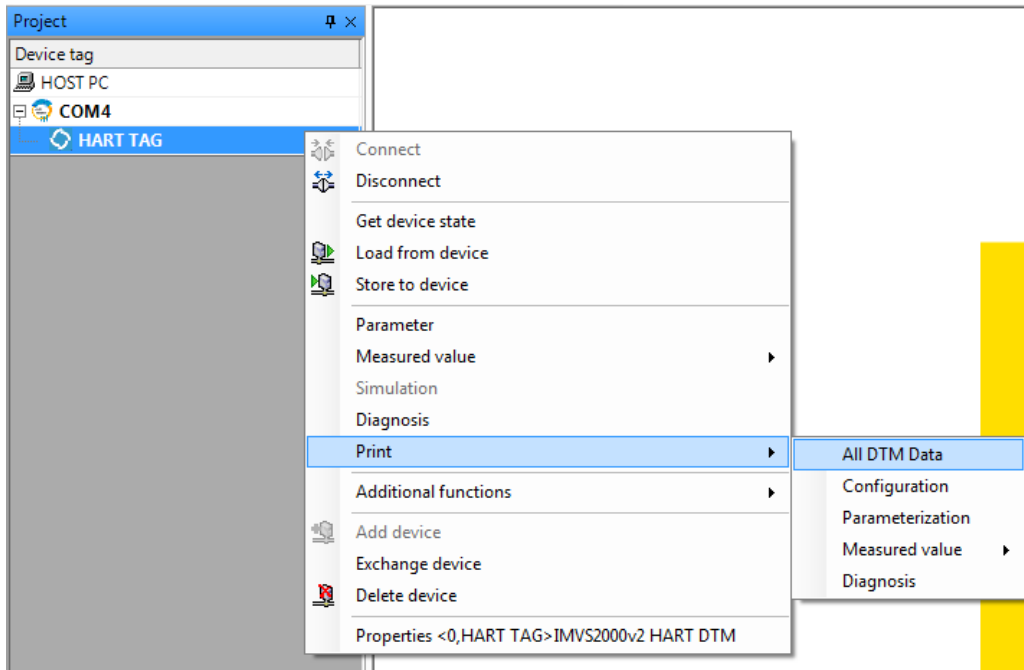 Project
Device tag
HOST PC
COM4
HART TAG
Connect
Disconnect
Get device state
Load from device
Store to device
Parameter
Measured value
Simulation
Diagnosis
Print
Additional functions
Add device
Exchange device
Delete device
Properties <0,HART TAG>IMVS2000v2 HART DTM
All DTM Data
Configuration
Parameterization
Measured value
Diagnosis